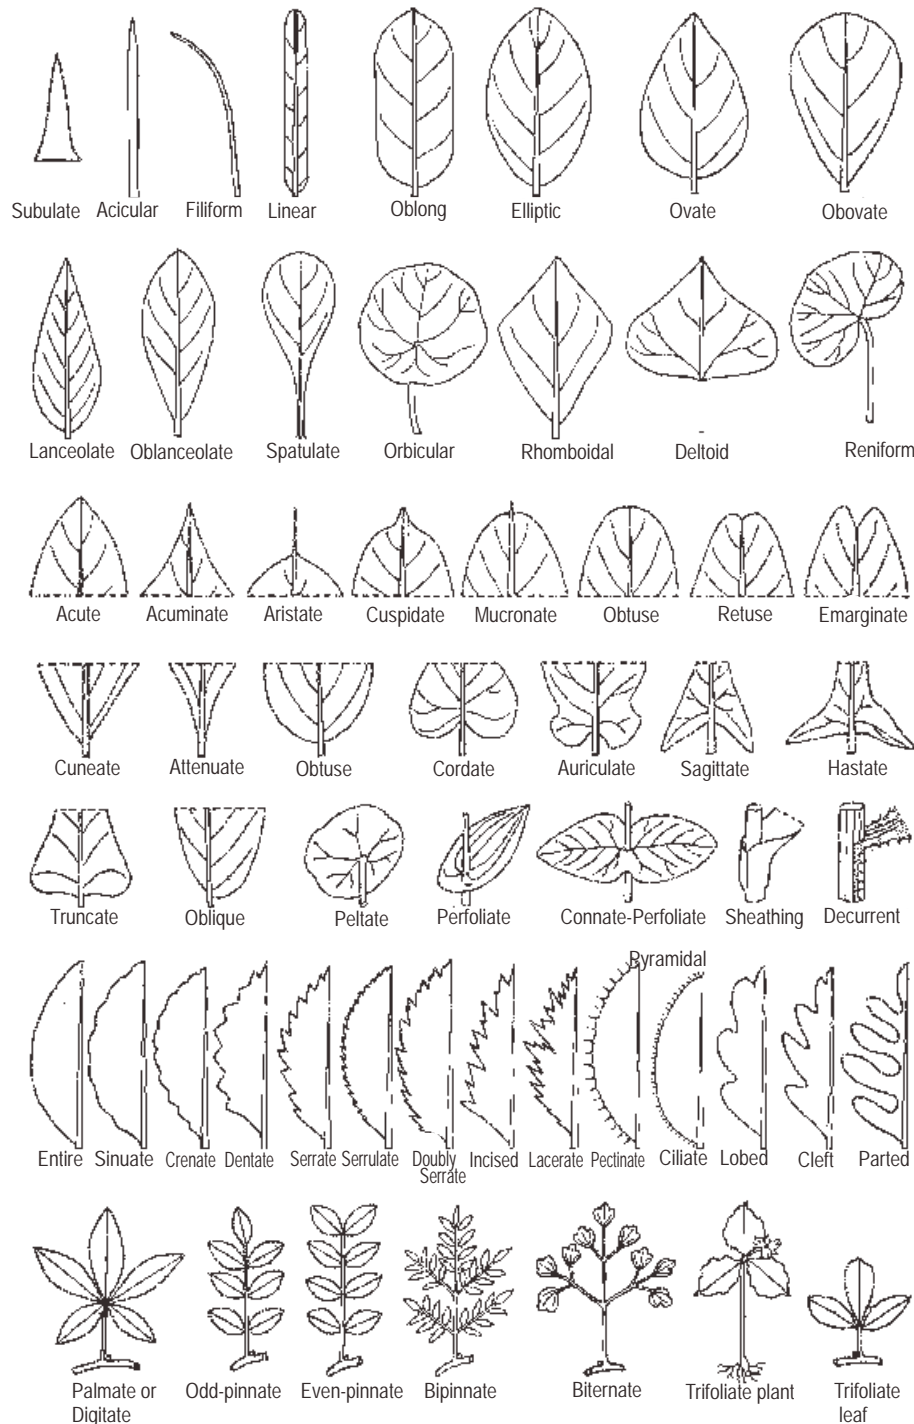 Subulate Acicular Filiform Linear Oblong Elliptic Ovate Obovate
Lanceolate Oblanceolate Spatulate Orbicular Rhomboidal Deltoid Reniform
Acute Acuminate Aristate Cuspidate Mucronate Obtuse Retuse Emarginate
Cuneate Attenuate Obtuse Cordate Auriculate Sagittate Hastate
Truncate Oblique Peltate Perfoliate Connate-Perfoliate Sheathing Decurrent
Pyramidal
Entire Sinuate Crenate Dentate Serrate Serrulate Doubly Incised Lacerate Pectinate Ciliate Lobed Cleft Parted
Serrate
Palmate or Odd-pinnate Even-pinnate Bipinnate Biternate Trifoliate plant Trifoliate
Digitate leaf